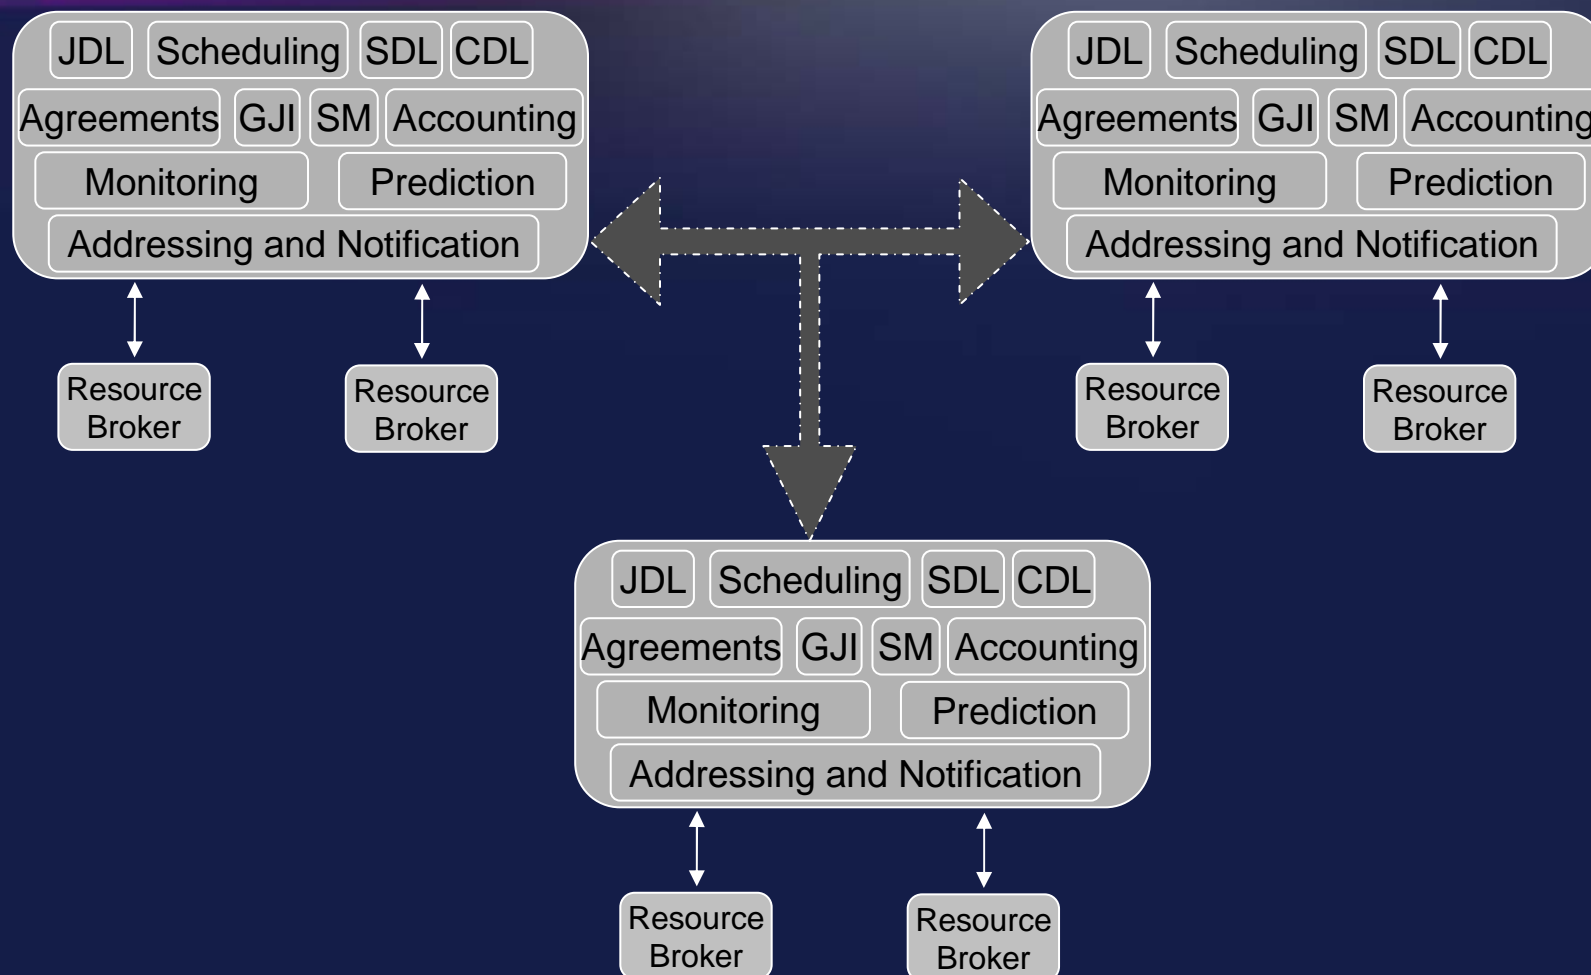 JDL Scheduling SDL CDL
Agreements GJI SM Accounting
Monitoring Prediction
Addressing and Notification
Resource
Broker
Resource
Broker
JDL Scheduling SDL CDL
Agreements GJI SM Accounting
Monitoring Prediction
Addressing and Notification
Resource
Broker
Resource
Broker
JDL Scheduling SDL CDL
Agreements GJI SM Accounting
Monitoring Prediction
Addressing and Notification
Resource
Broker
Resource
Broker